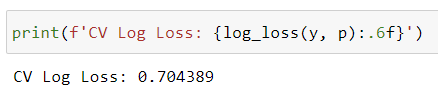 print(f'CV Log Loss: {log_loss(y, p):.6f}')
CV Log Loss: 0.704389